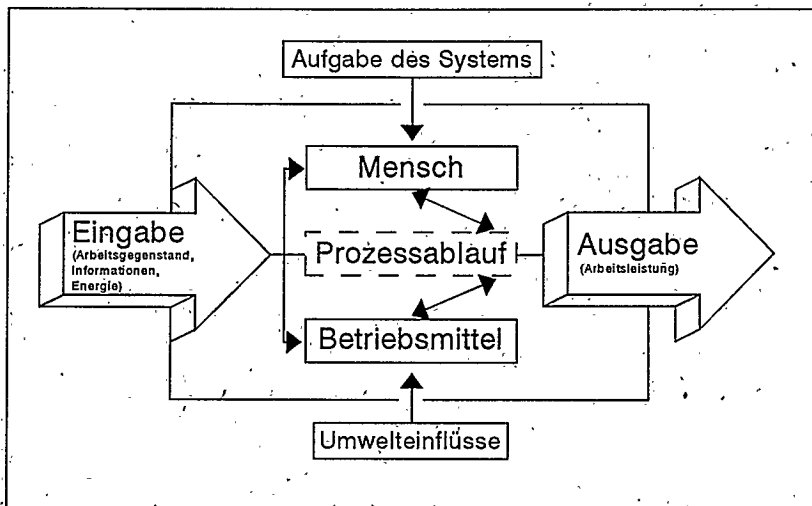 Aufgabe des Systems
Mensch
Eingabe
(Arbeitsgegenstand,
Informationen,
Energie)
Prozessablauf
Ausgabe
(Arbeitsleistung)
Betriebsmittel
Umwelteinflüsse